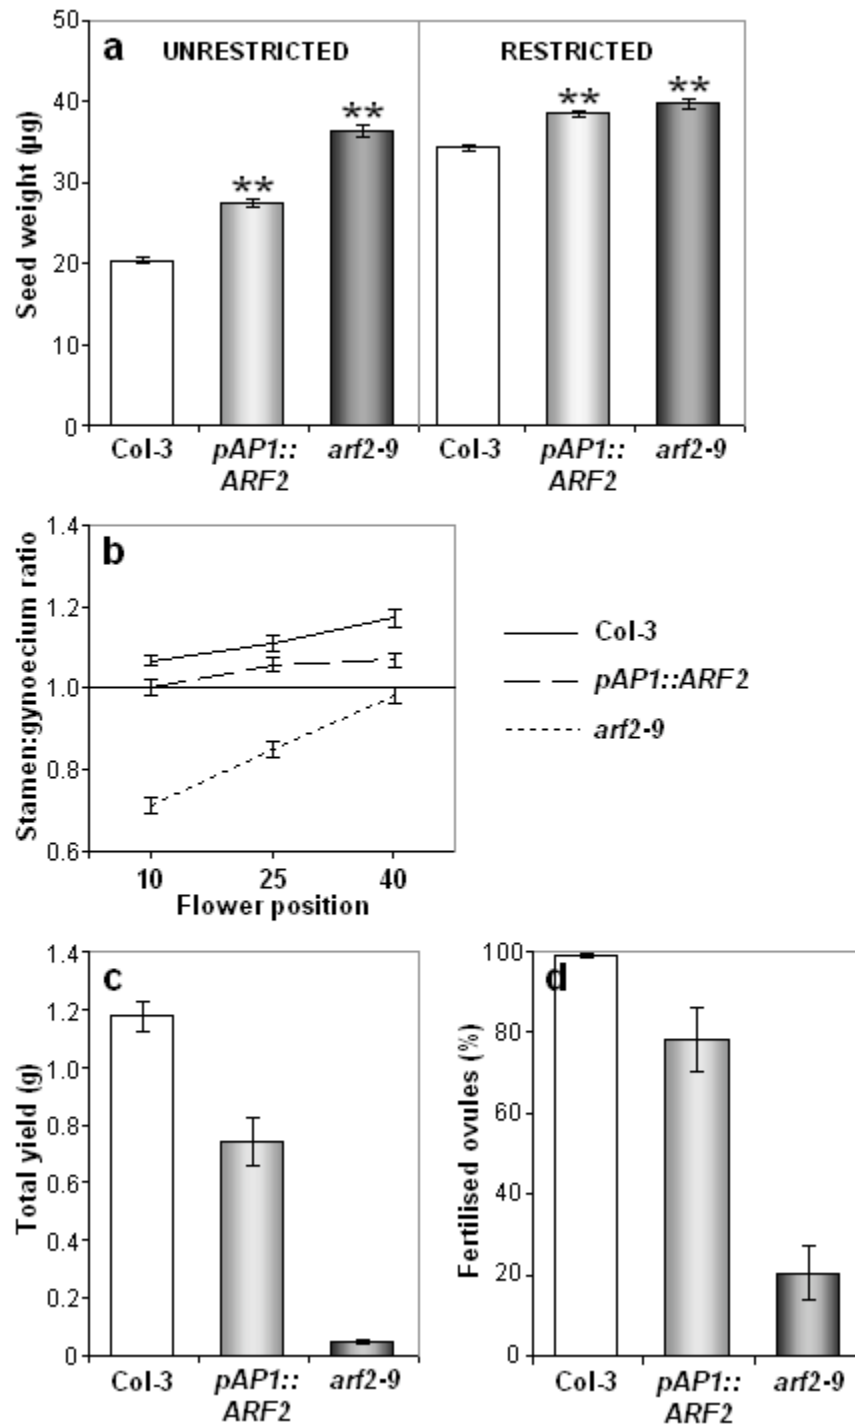 a
UNRESTRICTED
RESTRICTED
Seed weight (µg)
50
40
30
20
10
0
**
**
**
**
Col-3
pAP1::
ARF2
arf2-9
Col-3
pAP1::
ARF2
arf2-9
b
Stamen:gynoecium ratio
1.4
1.2
1.0
0.8
0.6
10
25
40
Flower position
Col-3
pAP1::ARF2
arf2-9
c
Total yield (g)
1.4
1.2
1.0
0.8
0.6
0.4
0.2
0
Col-3
pAP1::
ARF2
arf2-9
d
Fertilised ovules (%)
100
80
60
40
20
0
Col-3
pAP1::
ARF2
arf2-9